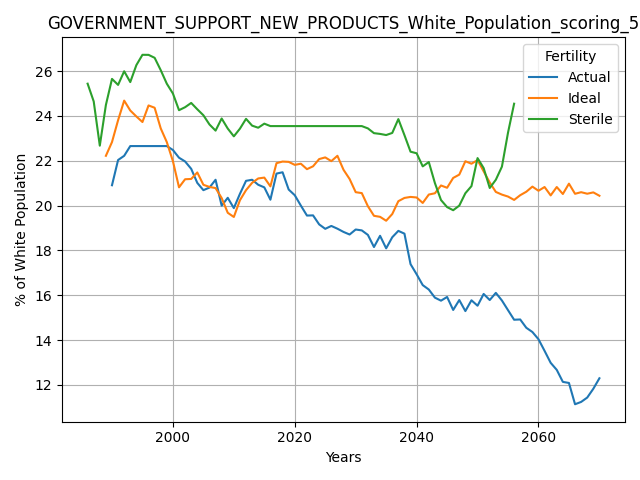 GOVERNMENT_SUPPORT_NEW_PRODUCTS_White_Population_scoring_5
Fertility
Actual
Ideal
Sterile
% of White Population
26
24
22
20
18
16
14
12
2000
2020
2040
2060
Years